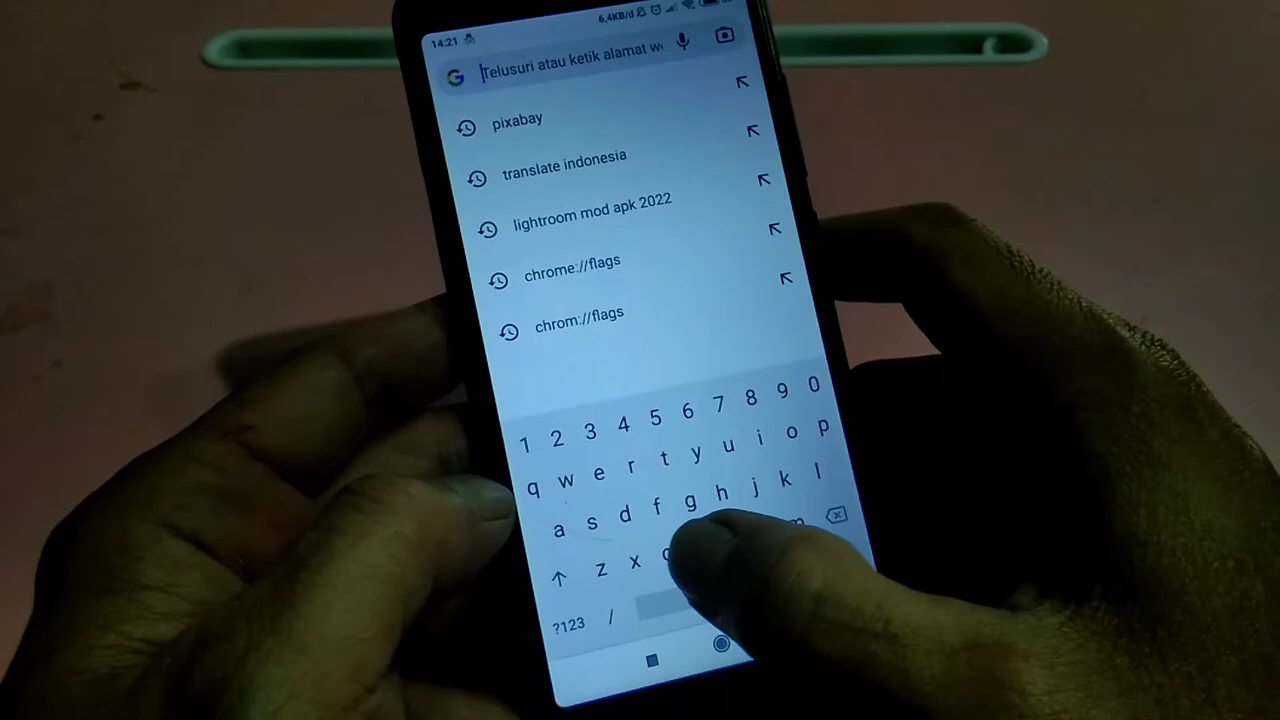 14:21 6,4KB/d
Telusuri atau ketik alamat w
pixabay
translate indonesia
lightroom mod apk 2022
chrome://flags
chrom://flags
1 2 3 4 5 6 7 8 9 0
q w e r t y u i o p
a s d f g h j k l
z x c m
?123 /